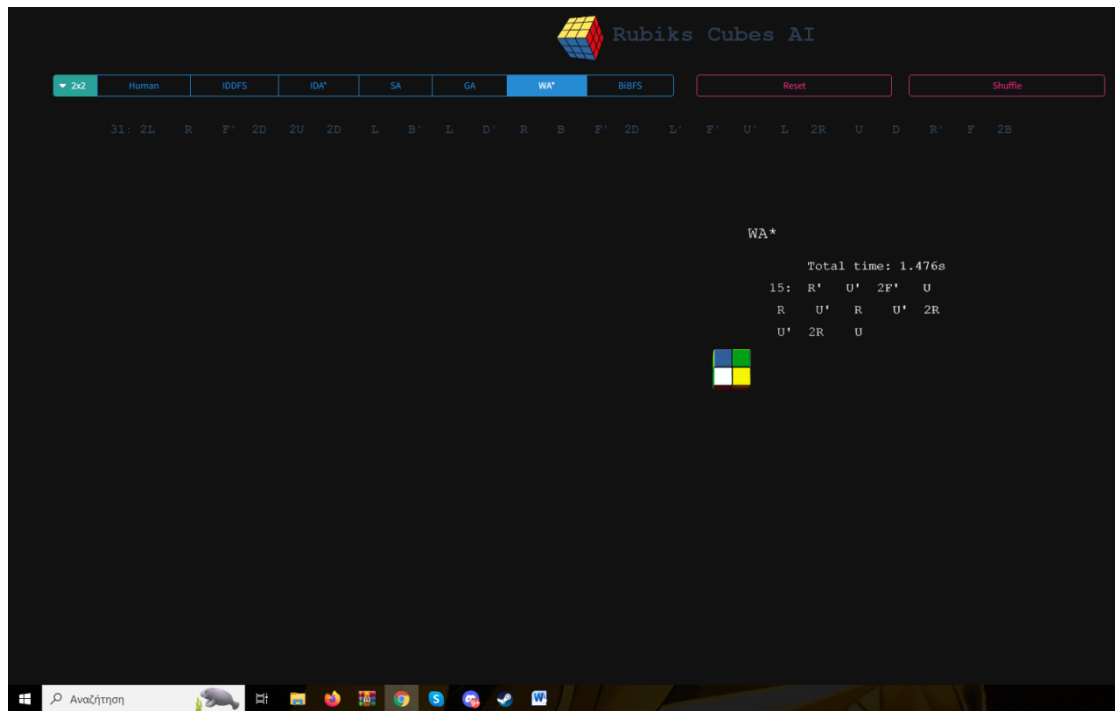 Rubiks Cubes AI
2x2 Human IDDFS IDA* SA GA WA* BiBFS Reset Shuffle
31: 2L R F' 2D 2U 2D L B' L D' R B F' 2D L' F' U' L 2R U D R' F 2B
WA*
Total time: 1.476s
15: R' U' 2F' U
R U' R U' 2R
U' 2R U
Αναζήτηση